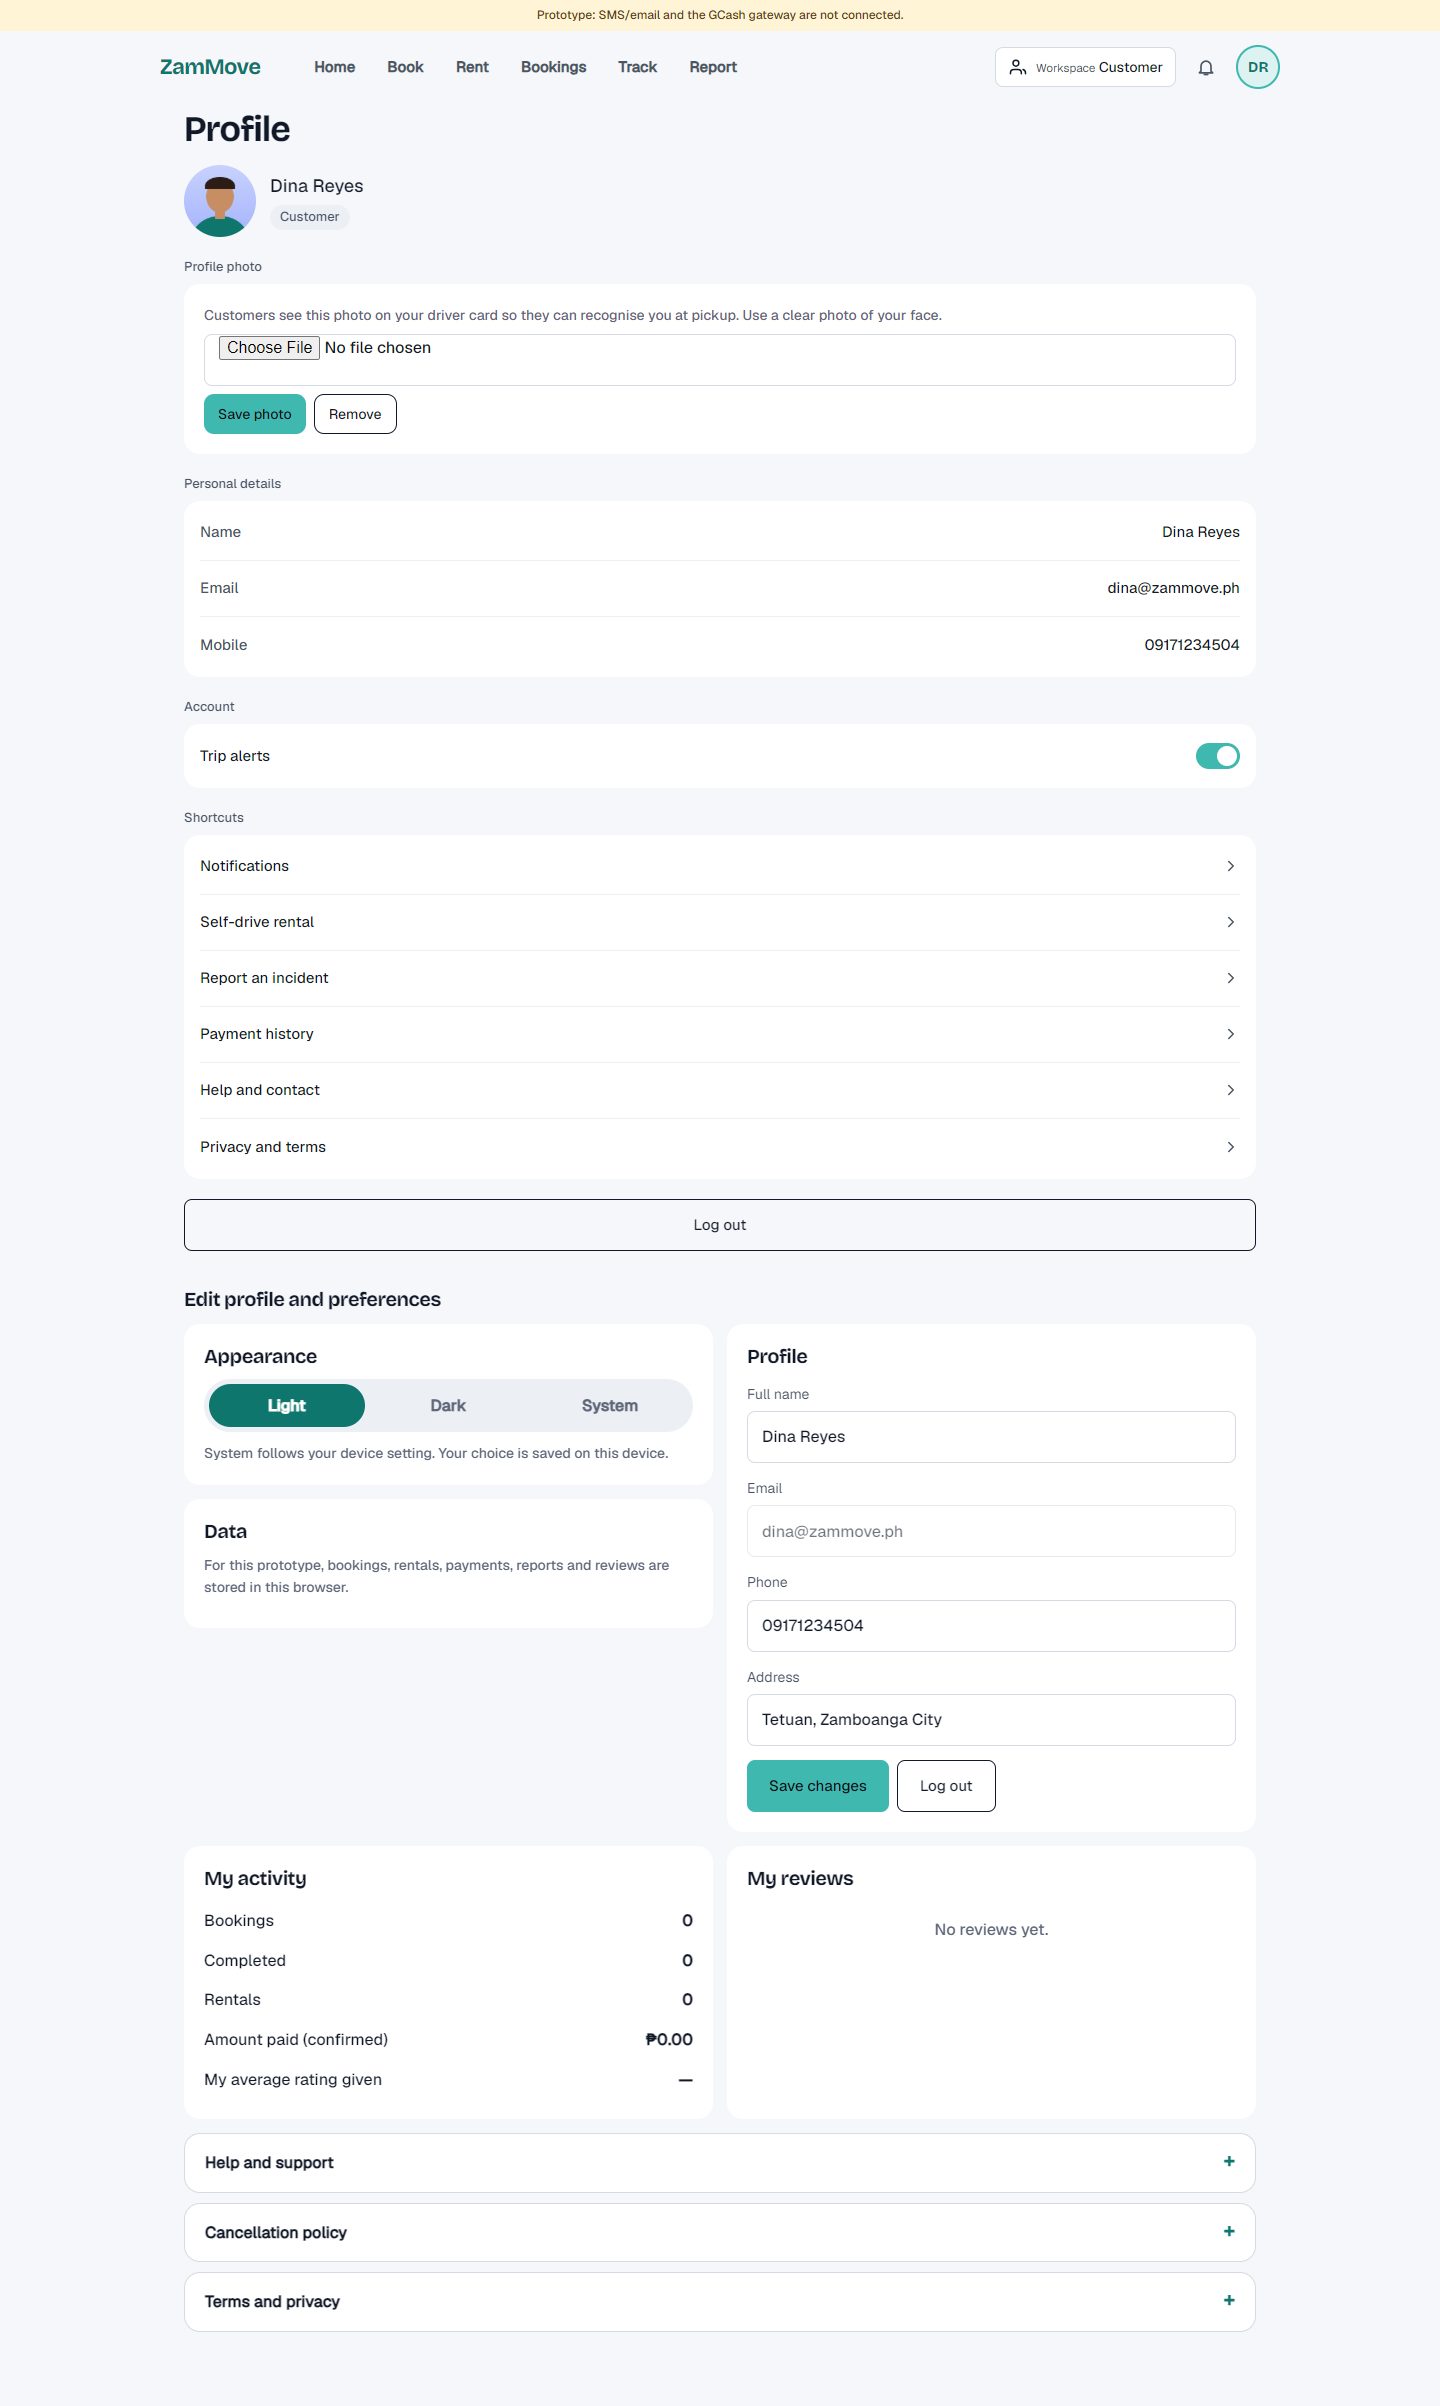 Prototype: SMS/email and the GCash gateway are not connected.
ZamMove Home Book Rent Bookings Track Report Workspace Customer DR
Profile
Dina Reyes
Customer
Profile photo
Customers see this photo on your driver card so they can recognise you at pickup. Use a clear photo of your face.
Choose File No file chosen
Save photo Remove
Personal details
Name Dina Reyes
Email dina@zammove.ph
Mobile 09171234504
Account
Trip alerts
Shortcuts
Notifications
Self-drive rental
Report an incident
Payment history
Help and contact
Privacy and terms
Log out
Edit profile and preferences
Appearance
Light Dark System
System follows your device setting. Your choice is saved on this device.
Data
For this prototype, bookings, rentals, payments, reports and reviews are
stored in this browser.
Profile
Full name
Dina Reyes
Email
dina@zammove.ph
Phone
09171234504
Address
Tetuan, Zamboanga City
Save changes Log out
My activity
Bookings 0
Completed 0
Rentals 0
Amount paid (confirmed) ₱0.00
My average rating given —
My reviews
No reviews yet.
Help and support +
Cancellation policy +
Terms and privacy +